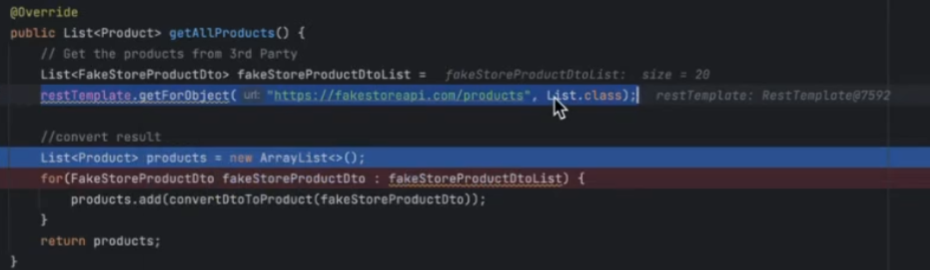 @Override
public List<Product> getAllProducts() {
// Get the products from 3rd Party
List<FakeStoreProductDto> fakeStoreProductDtoList = fakeStoreProductDtoList: size = 20
restTemplate.getForObject( url: "https://fakestoreapi.com/products", List.class); restTemplate: RestTemplate@7592
//convert result
List<Product> products = new ArrayList<>();
for(FakeStoreProductDto fakeStoreProductDto : fakeStoreProductDtoList) {
products.add(convertDtoToProduct(fakeStoreProductDto));
}
return products;
}